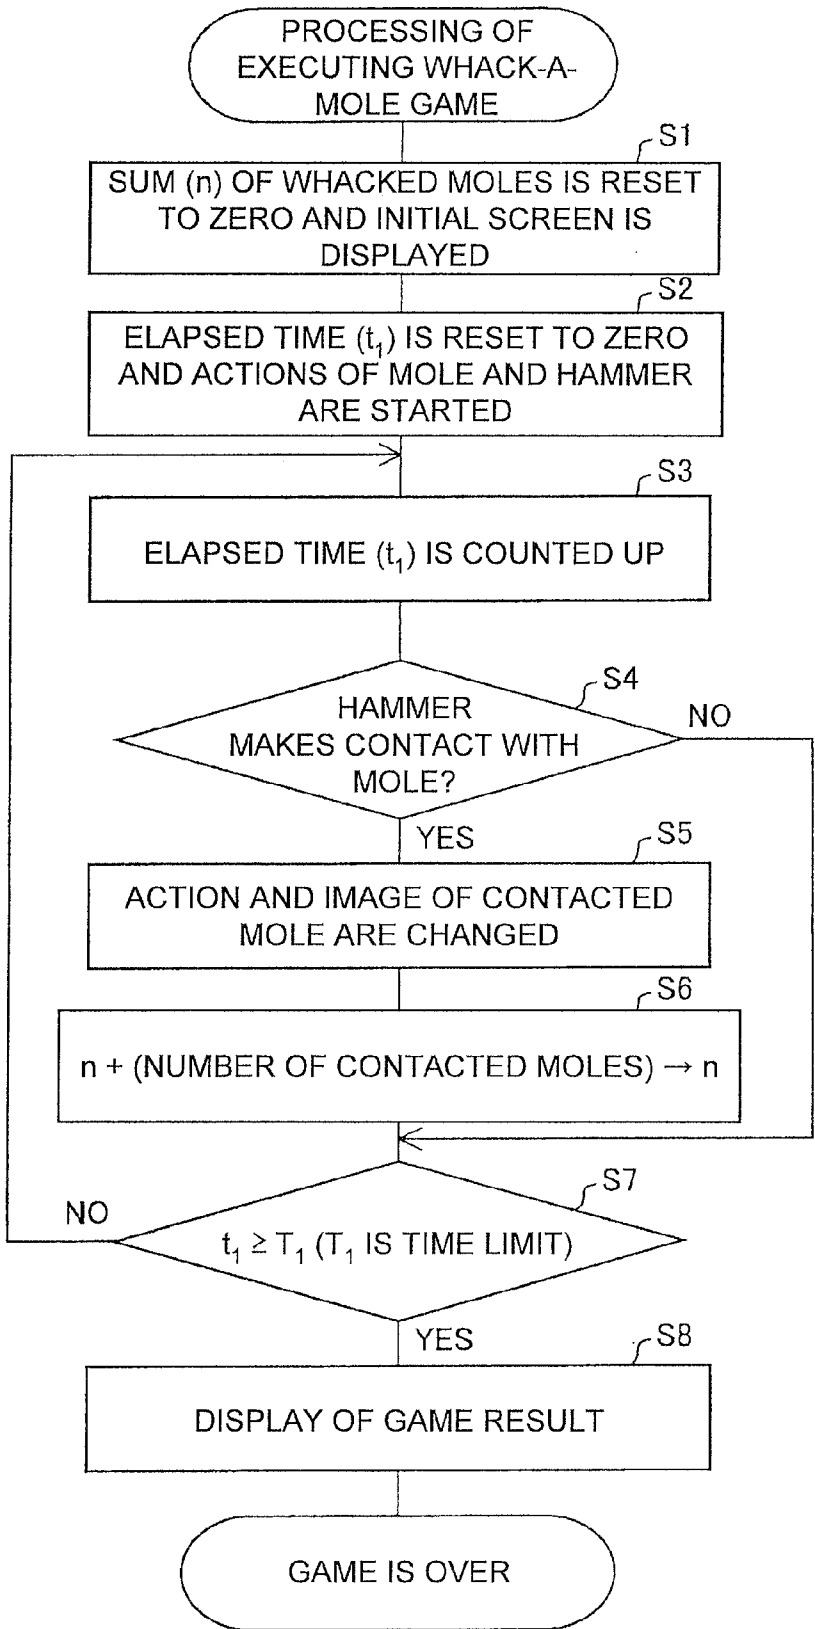 PROCESSING OF
EXECUTING WHACK-A-
MOLE GAME
S1
SUM (n) OF WHACKED MOLES IS RESET
TO ZERO AND INITIAL SCREEN IS
DISPLAYED
S2
ELAPSED TIME (t₁) IS RESET TO ZERO
AND ACTIONS OF MOLE AND HAMMER
ARE STARTED
S3
ELAPSED TIME (t₁) IS COUNTED UP
S4
HAMMER
MAKES CONTACT WITH
MOLE?
NO
YES
S5
ACTION AND IMAGE OF CONTACTED
MOLE ARE CHANGED
S6
n + (NUMBER OF CONTACTED MOLES) → n
S7
NO
t₁ ≥ T₁ (T₁ IS TIME LIMIT)
YES
S8
DISPLAY OF GAME RESULT
GAME IS OVER